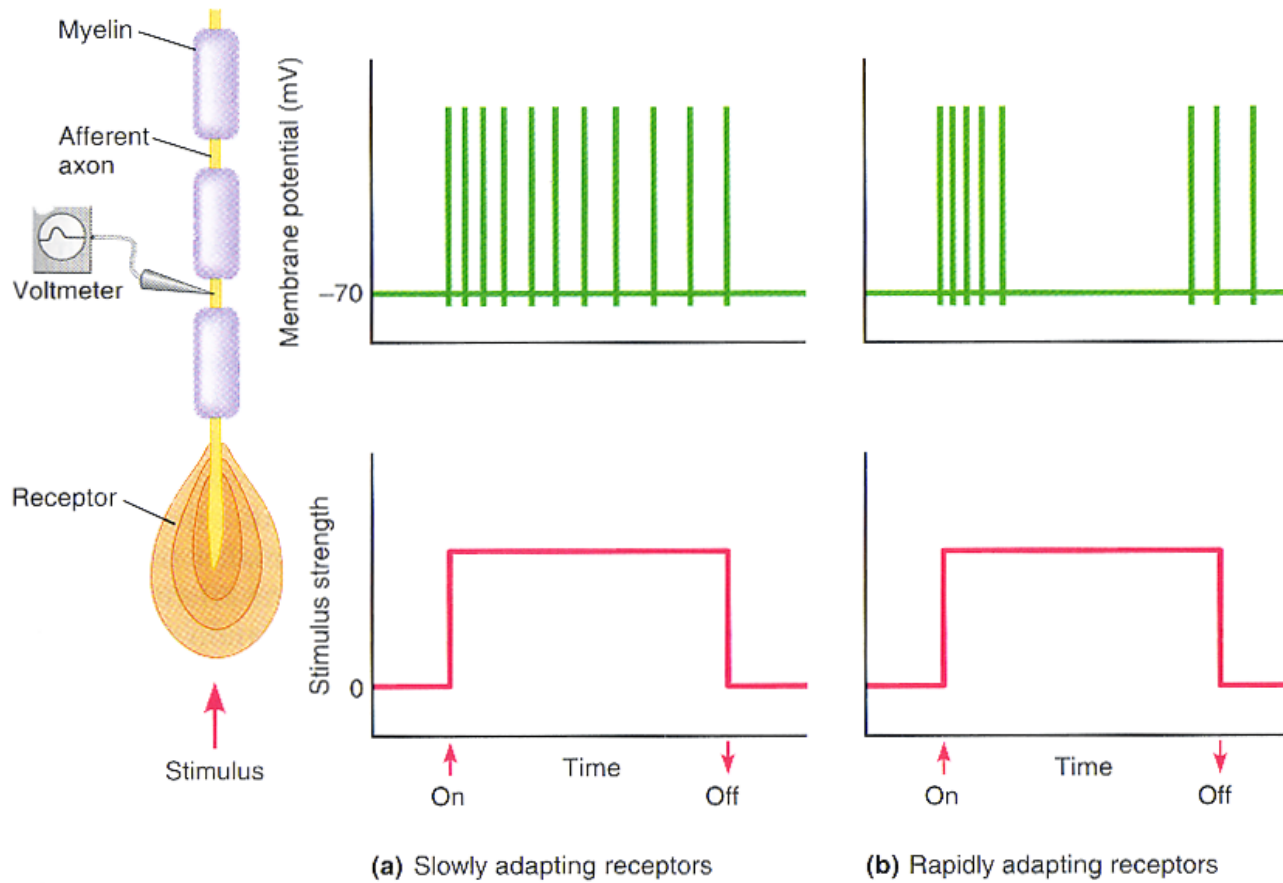 Myelin
Afferent
axon
Voltmeter
Receptor
Stimulus
Membrane potential (mV)
–70
Stimulus strength
0
On
Time
Off
(a) Slowly adapting receptors
On
Time
Off
(b) Rapidly adapting receptors